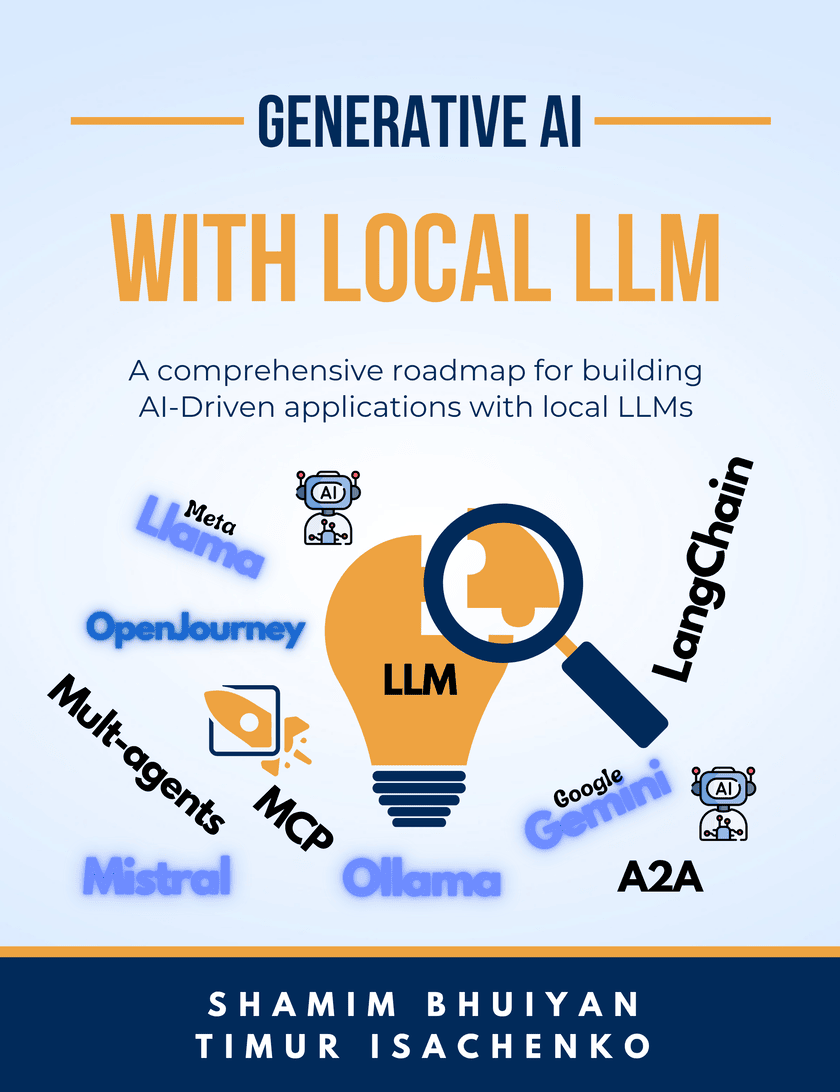 GENERATIVE AI
WITH LOCAL LLM
A comprehensive roadmap for building
AI-Driven applications with local LLMs
AI
Meta
Llama
LangChain
OpenJourney
LLM
Mult-agents
MCP
Google
Gemini
AI
Mistral
Ollama
A2A
SHAMIM BHUIYAN
TIMUR ISACHENKO